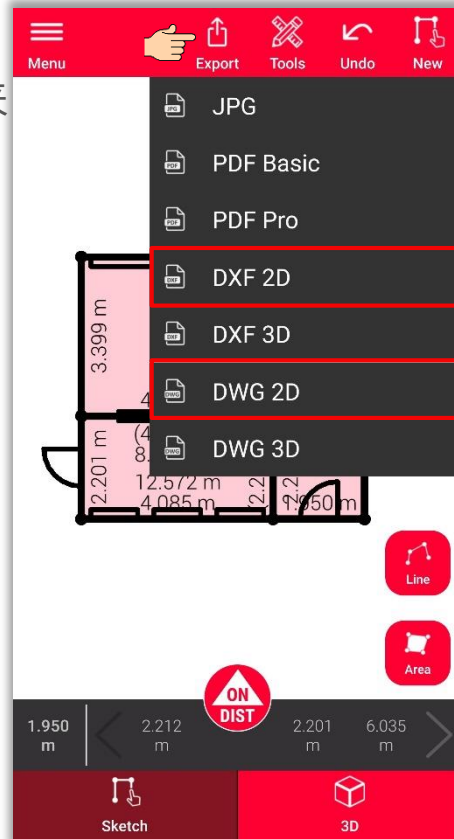 Menu
Export
Tools
Undo
New
JPG
PDF Basic
PDF Pro
DXF 2D
DXF 3D
DWG 2D
DWG 3D
3.399 m
2.201 m
12.572 m
4.085 m
1.950 m
Line
Area
ON
DIST
1.950 m
2.212 m
2.201 m
6.035 m
Sketch
3D